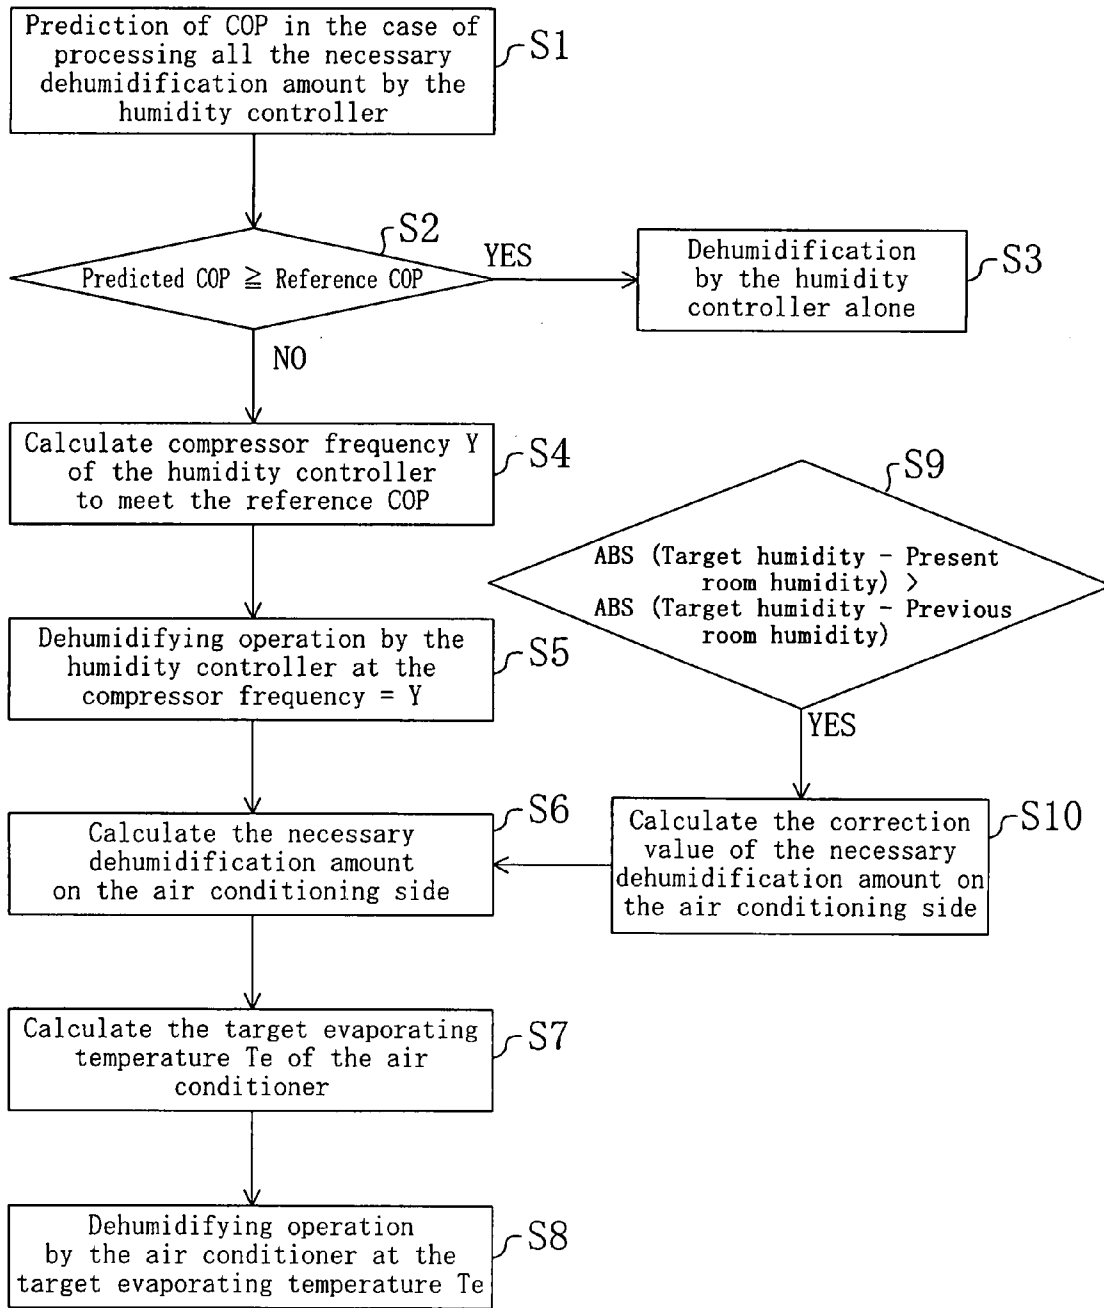 Prediction of COP in the case of
processing all the necessary
dehumidification amount by the
humidity controller
S1
S2
Predicted COP ≧ Reference COP
YES
NO
Dehumidification
by the humidity
controller alone
S3
Calculate compressor frequency Y
of the humidity controller
to meet the reference COP
S4
Dehumidifying operation by the
humidity controller at the
compressor frequency = Y
S5
S9
ABS (Target humidity - Present
room humidity) >
ABS (Target humidity - Previous
room humidity)
YES
Calculate the necessary
dehumidification amount
on the air conditioning side
S6
Calculate the correction
value of the necessary
dehumidification amount on
the air conditioning side
S10
Calculate the target evaporating
temperature Te of the air
conditioner
S7
Dehumidifying operation
by the air conditioner at the
target evaporating temperature Te
S8